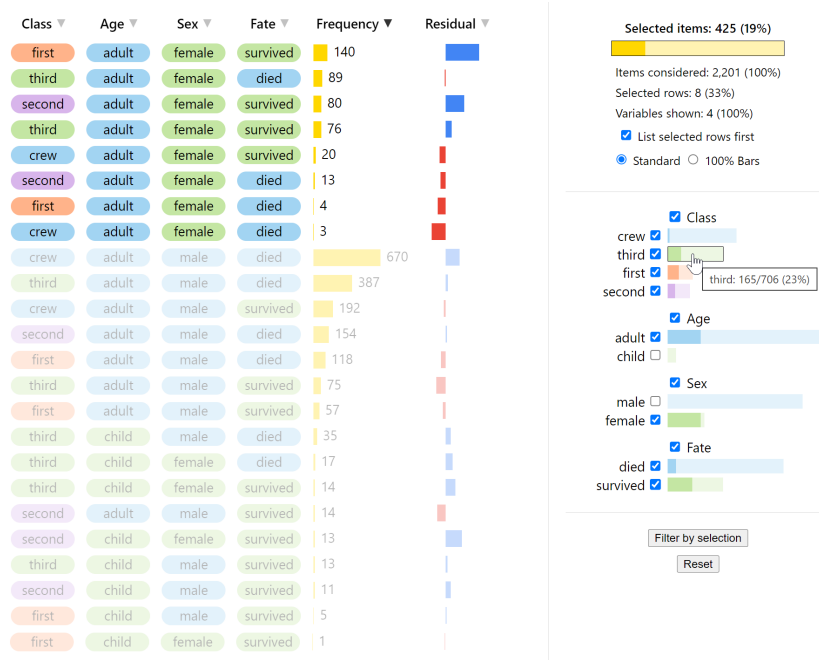 Class Age Sex Fate Frequency Residual
first adult female survived 140
third adult female died 89
second adult female survived 80
third adult female survived 76
crew adult female survived 20
second adult female died 13
first adult female died 4
crew adult female died 3
crew adult male died 670
third adult male died 387
crew adult male survived 192
second adult male died 154
first adult male died 118
third adult male survived 75
first adult male survived 57
third child male died 35
third child female died 17
third child female survived 14
second adult male survived 14
second child female survived 13
third child male survived 13
second child male survived 11
first child male survived 5
first child female survived 1
Selected items: 425 (19%)
Items considered: 2,201 (100%)
Selected rows: 8 (33%)
Variables shown: 4 (100%)
List selected rows first
Standard 100% Bars
Class
crew
third
first
third: 165/706 (23%)
second
Age
adult
child
Sex
male
female
Fate
died
survived
Filter by selection
Reset